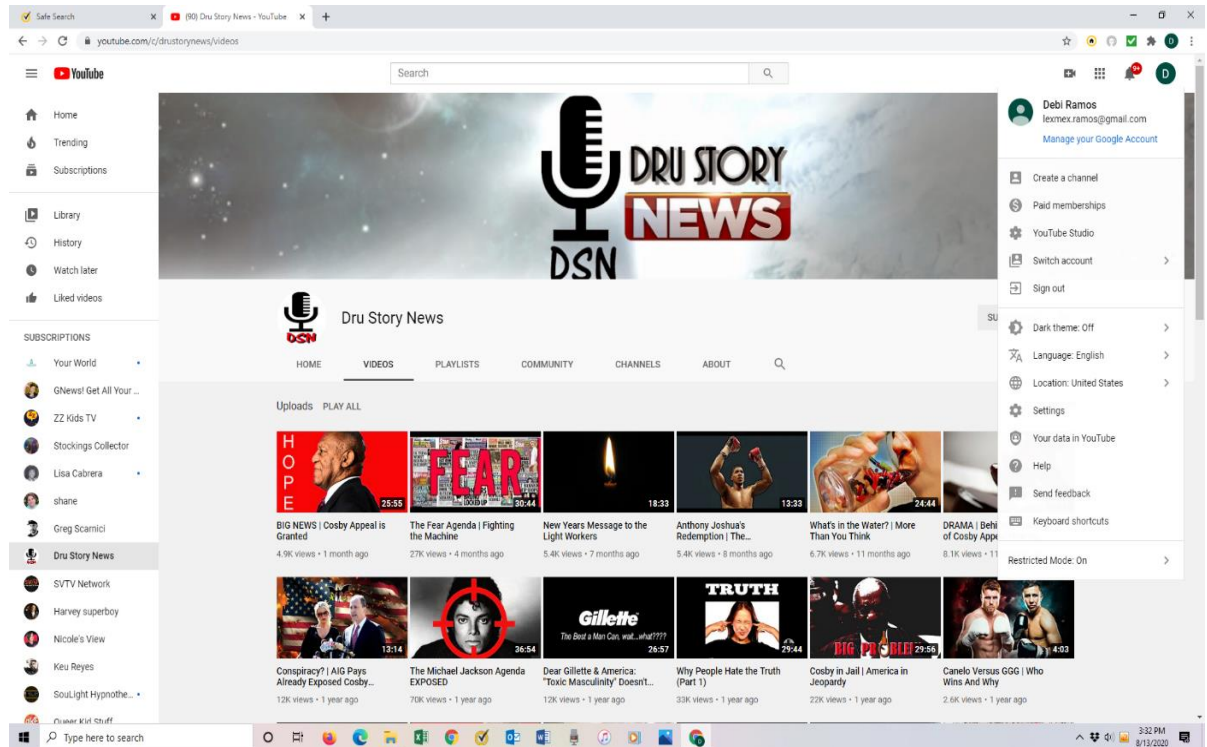 Safe Search
(90) Dru Story News - YouTube
youtube.com/c/drustorynews/videos
D
YouTube
Search
9+
D
Home
Trending
Subscriptions
Library
History
Watch later
Liked videos
SUBSCRIPTIONS
Your World
GNews! Get All Your ...
ZZ Kids TV
Stockings Collector
Lisa Cabrera
shane
Greg Scarnici
Dru Story News
SVTV Network
Harvey superboy
Nicole's View
Keu Reyes
SouLight Hypnothe...
Queer Kid Stuff
DRU STORY
NEWS
DSN
DSN
Dru Story News
SU
HOME VIDEOS PLAYLISTS COMMUNITY CHANNELS ABOUT
Uploads PLAY ALL
HOPE
25:55
BIG NEWS | Cosby Appeal is
Granted
4.9K views • 1 month ago
FEAR
30:44
The Fear Agenda | Fighting
the Machine
27K views • 4 months ago
18:33
New Years Message to the
Light Workers
5.4K views • 7 months ago
13:33
Anthony Joshua's
Redemption | The...
5.4K views • 8 months ago
24:44
What's in the Water? | More
Than You Think
6.7K views • 11 months ago
DRAMA | Behi
of Cosby Appe
8.1K views • 11
13:14
Conspiracy? | AIG Pays
Already Exposed Cosby...
12K views • 1 year ago
36:54
The Michael Jackson Agenda
EXPOSED
70K views • 1 year ago
Gillette
The Best a Man Can, wait...what????
26:57
Dear Gillette & America:
"Toxic Masculinity" Doesn't...
12K views • 1 year ago
TRUTH
29:44
Why People Hate the Truth
(Part 1)
33K views • 1 year ago
BIG PROBLEM
29:56
Cosby in Jail | America in
Jeopardy
22K views • 1 year ago
4:03
Canelo Versus GGG | Who
Wins And Why
2.6K views • 1 year ago
Debi Ramos
lexmex.ramos@gmail.com
Manage your Google Account
Create a channel
Paid memberships
YouTube Studio
Switch account
Sign out
Dark theme: Off
Language: English
Location: United States
Settings
Your data in YouTube
Help
Send feedback
Keyboard shortcuts
Restricted Mode: On
Type here to search
3:32 PM
8/13/2020